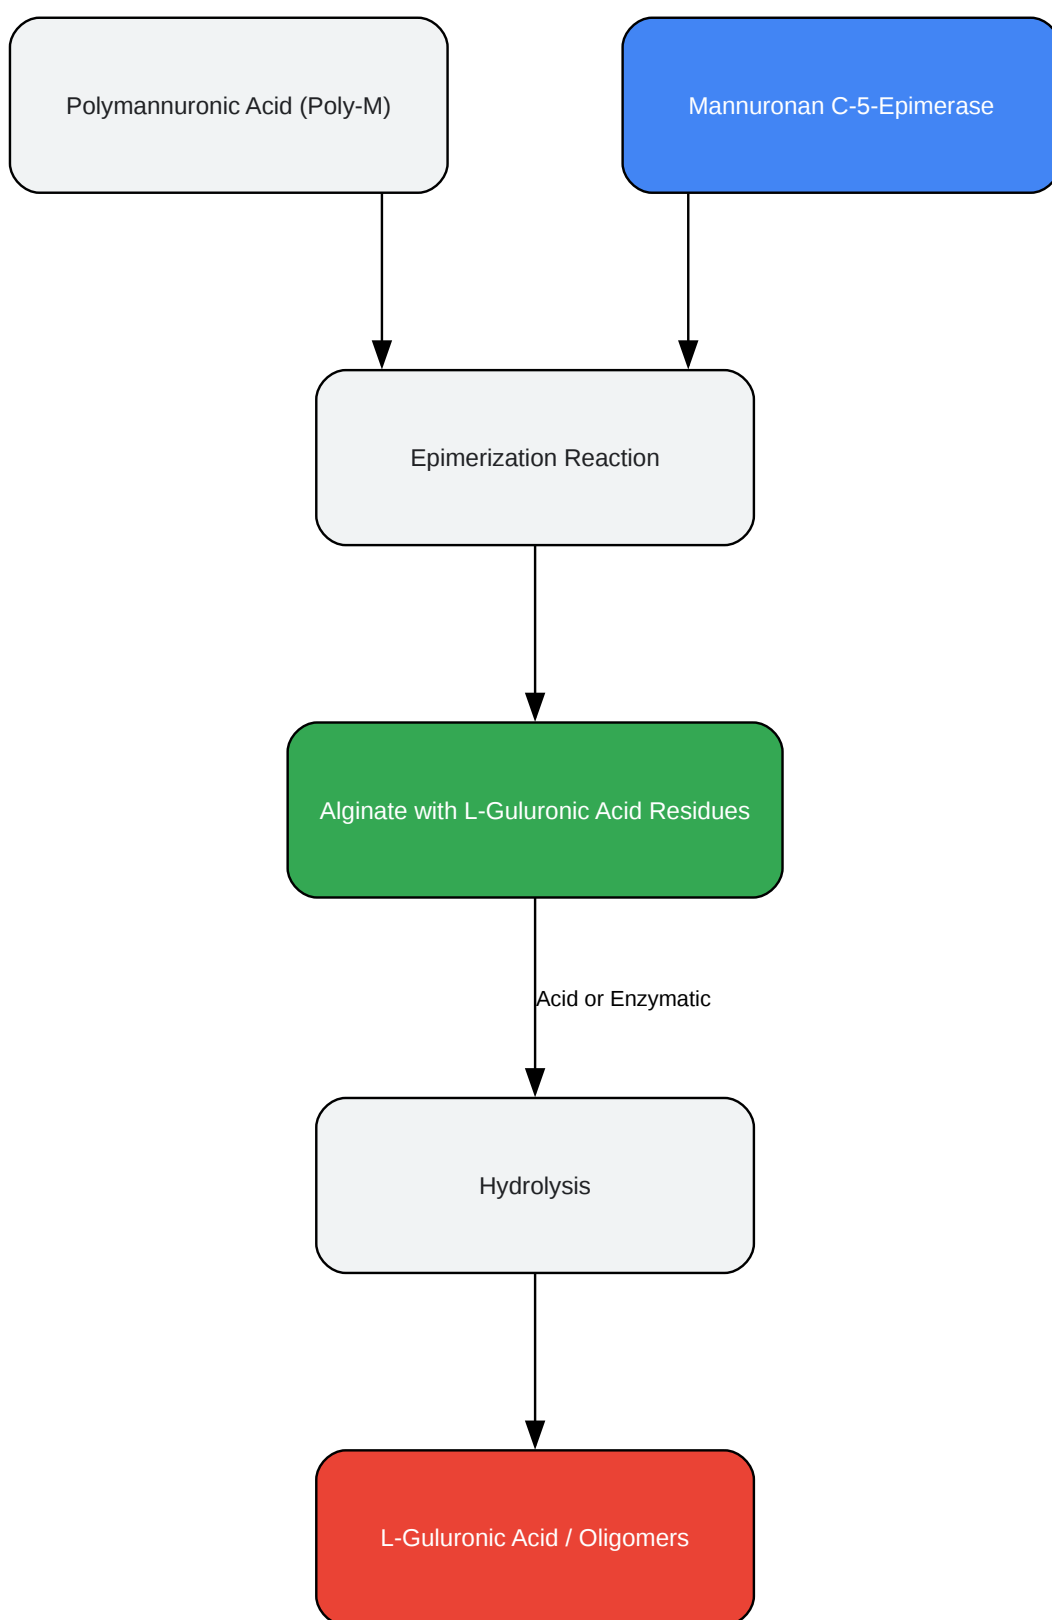 Polymannuronic Acid (Poly-M)
Mannuronan C-5-Epimerase
Epimerization Reaction
Alginate with L-Guluronic Acid Residues
Acid or Enzymatic
Hydrolysis
L-Guluronic Acid / Oligomers